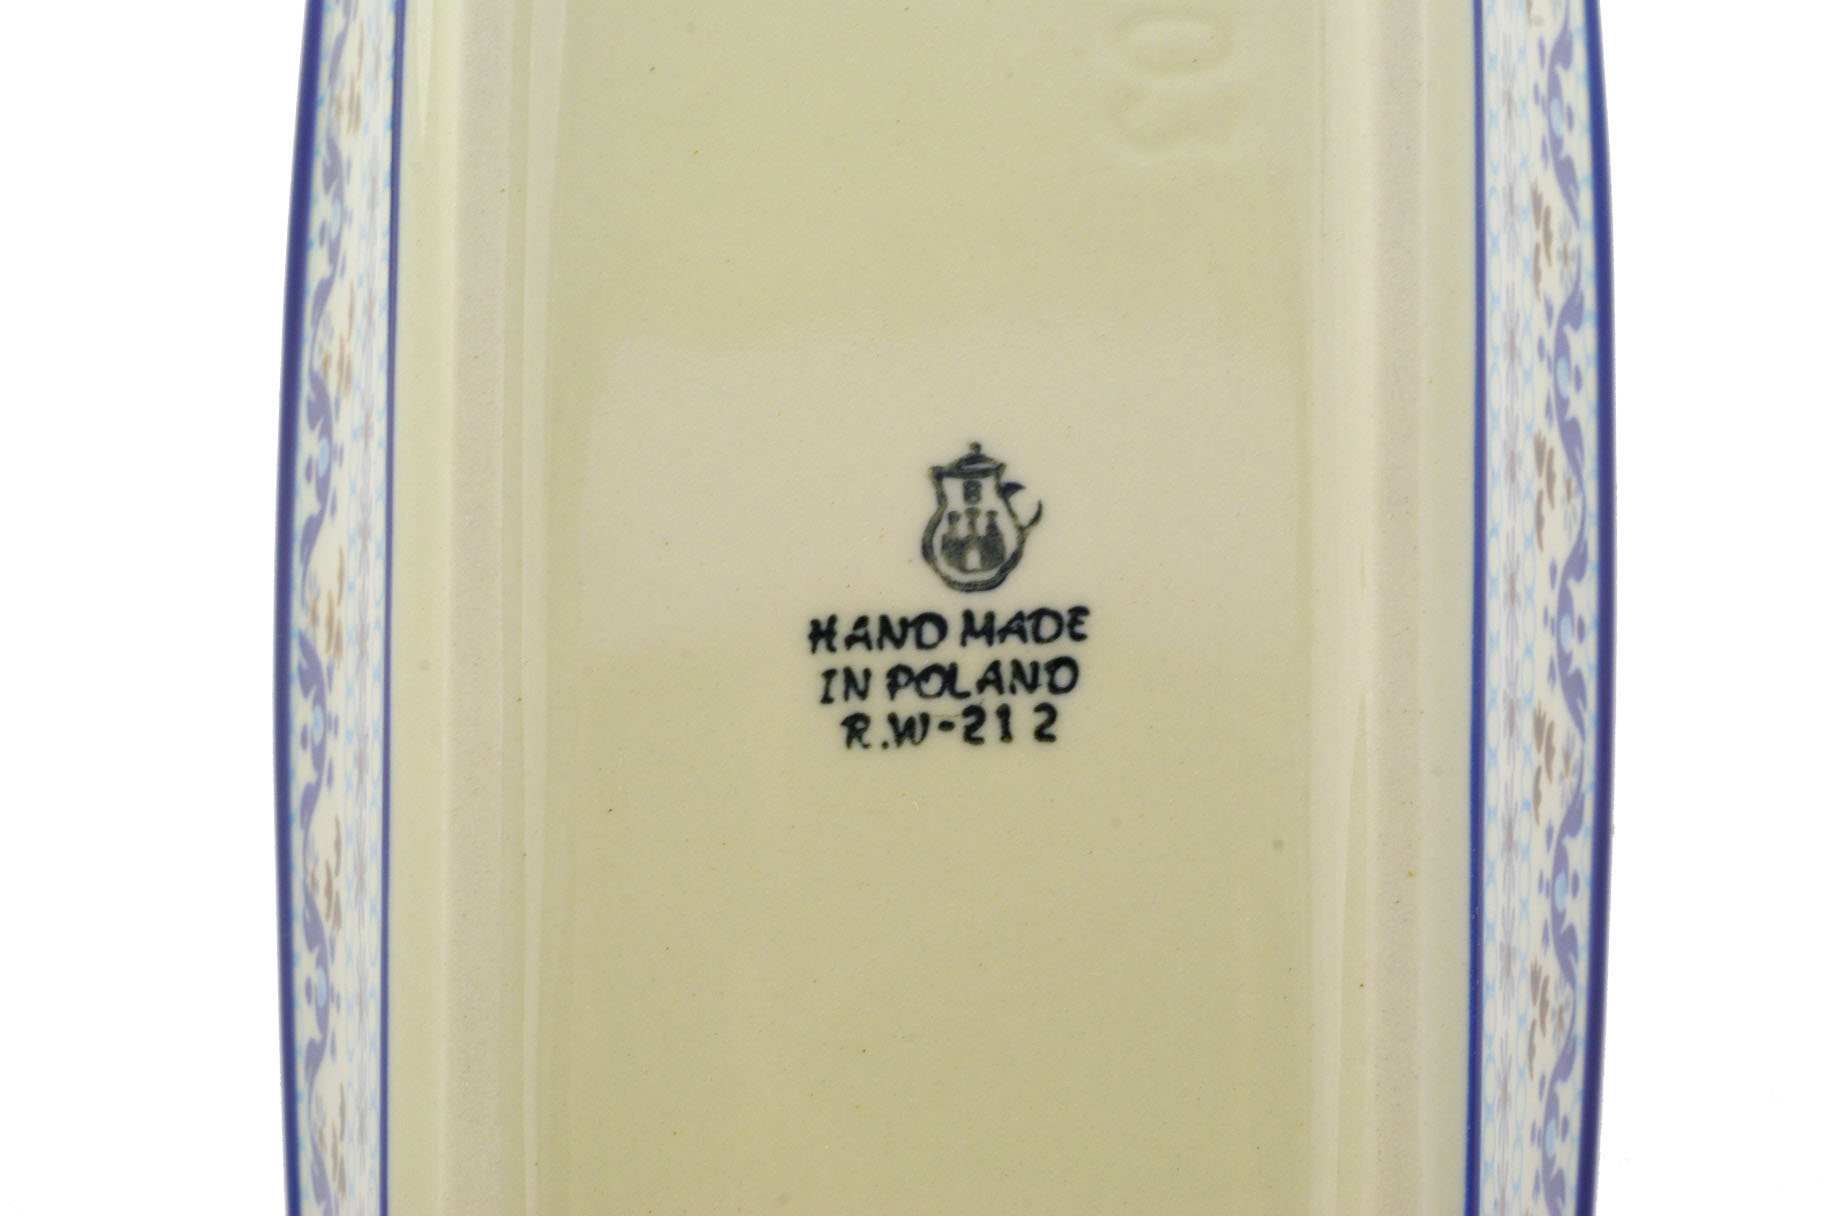 HAND MADE
IN POLAND
R.W-212